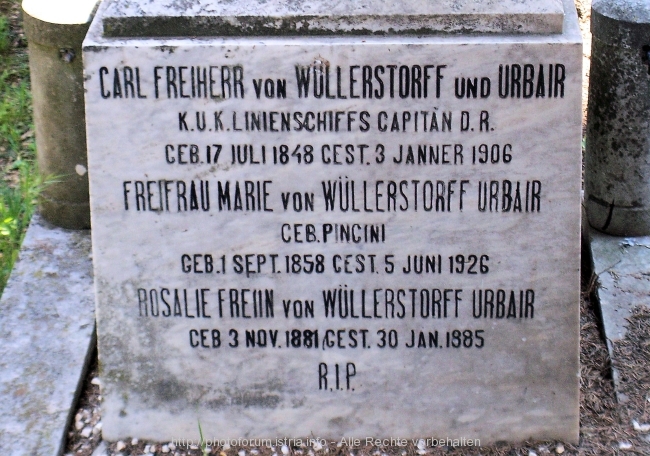 CARL FREIHERR VON WÜLLERSTORFF UND URBAIR
K.U.K. LINIENSCHIFFS CAPITÄN D.R.
GEB. 17 JULI 1848 GEST. 3 JÄNNER 1906
FREIFRAU MARIE VON WÜLLERSTORFF URBAIR
GEB. PINCINI
GEB. 1 SEPT. 1858 GEST. 5 JUNI 1926
ROSALIE FREIIN VON WÜLLERSTORFF URBAIR
GEB 3 NOV. 1881, GEST. 30 JAN. 1985
R.I.P.
http://photoforum.istria.info - Alle Rechte vorbehalten